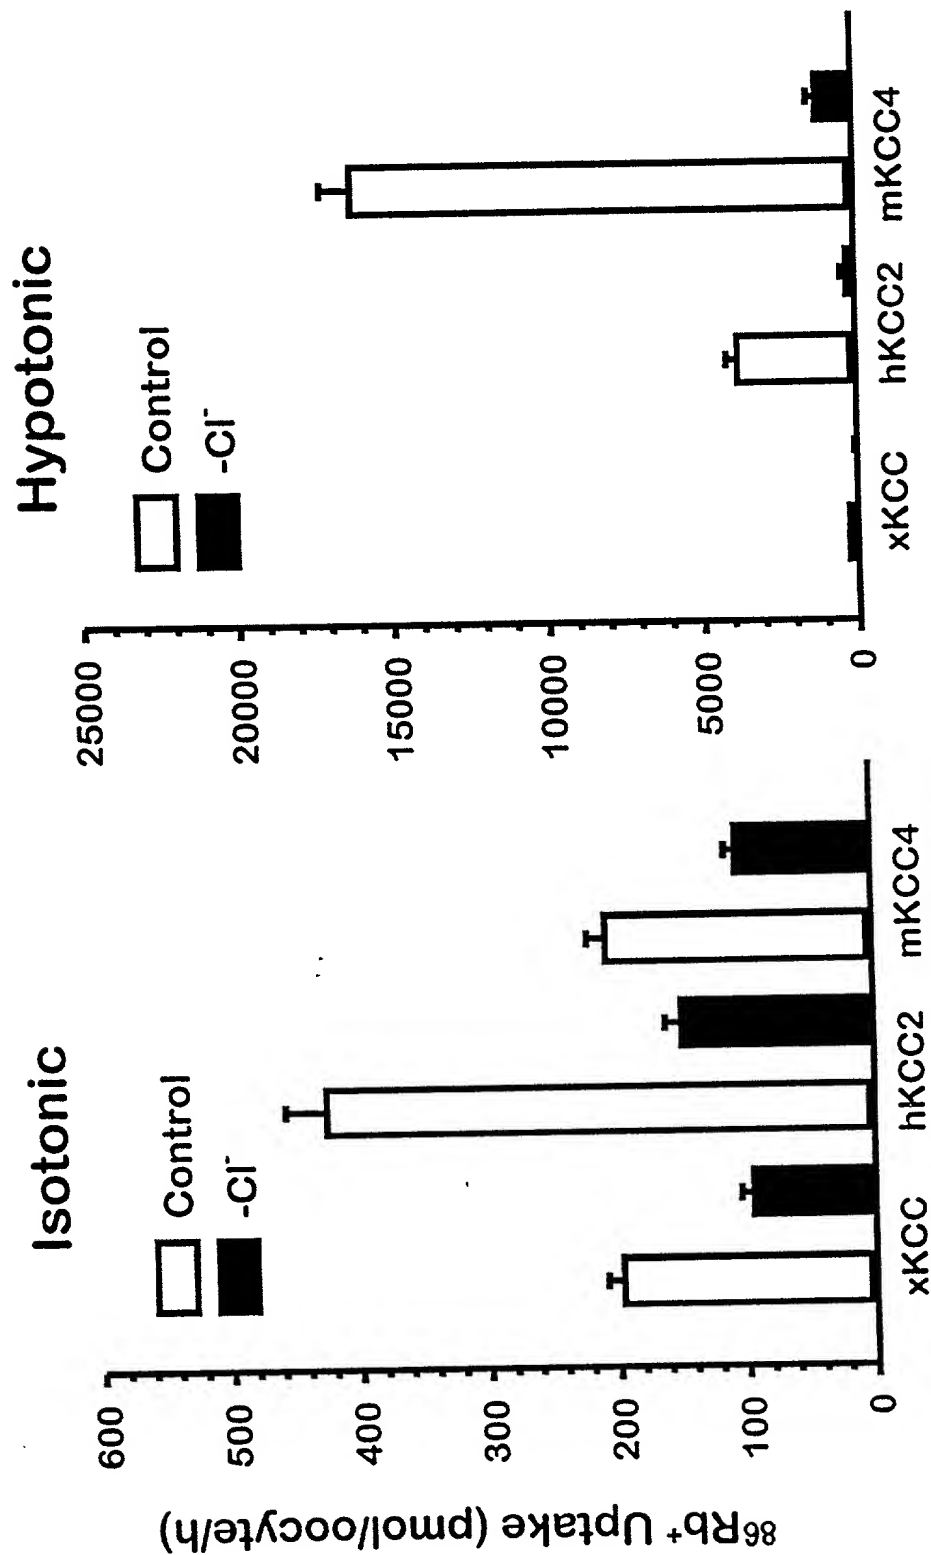 Isotonic
Control
-Cl⁻
⁸⁶Rb⁺ Uptake (pmol/oocyte/h)
600
500
400
300
200
100
0
xKCC
hKCC2
mKCC4
Hypotonic
Control
-Cl⁻
25000
20000
15000
10000
5000
0
xKCC
hKCC2
mKCC4